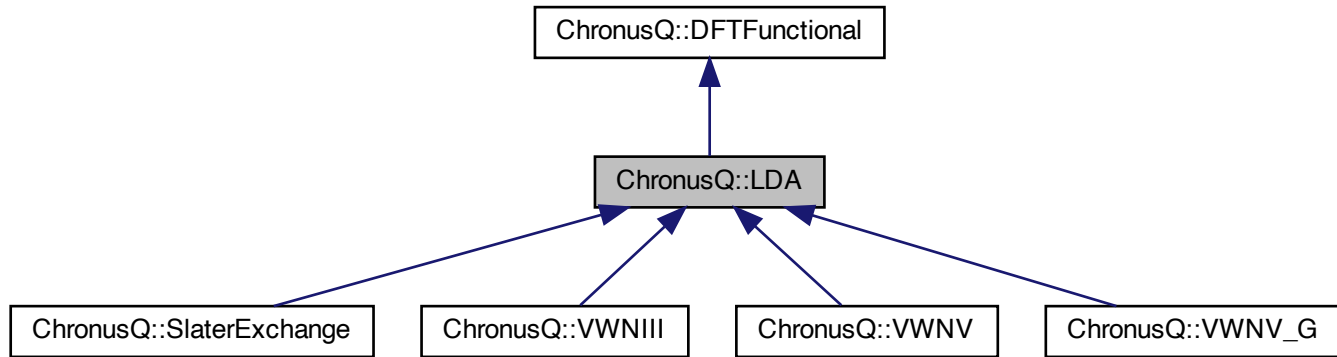 ChronusQ::DFTFunctional
ChronusQ::LDA
ChronusQ::SlaterExchange
ChronusQ::VWNIII
ChronusQ::VWNV
ChronusQ::VWNV_G